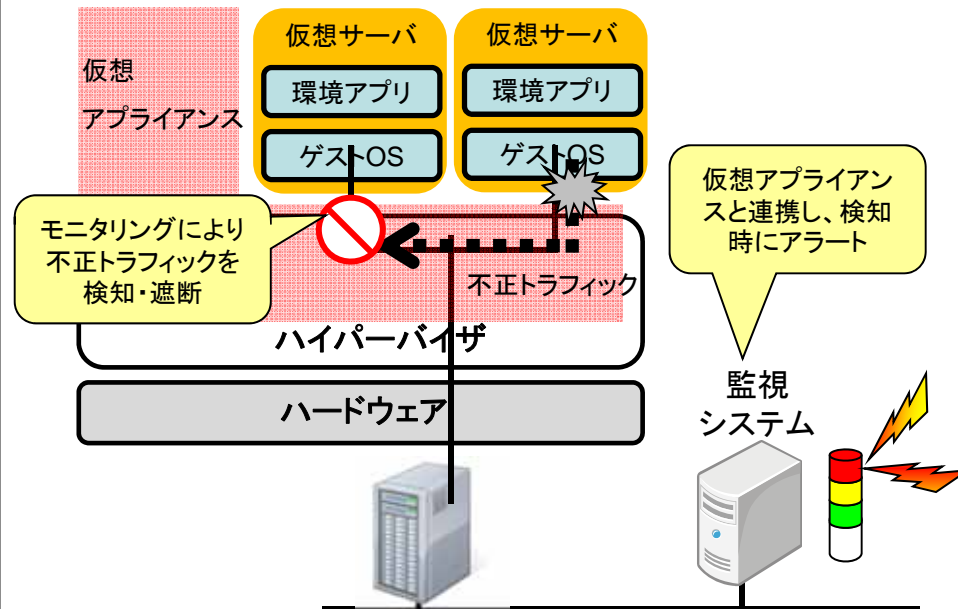 仮想
アプライアンス
仮想サーバ
環境アプリ
ゲストOS
仮想サーバ
環境アプリ
ゲストOS
モニタリングにより
不正トラフィックを
検知・遮断
不正トラフィック
ハイパーバイザ
ハードウェア
仮想アプライアン
スと連携し、検知
時にアラート
監視
システム